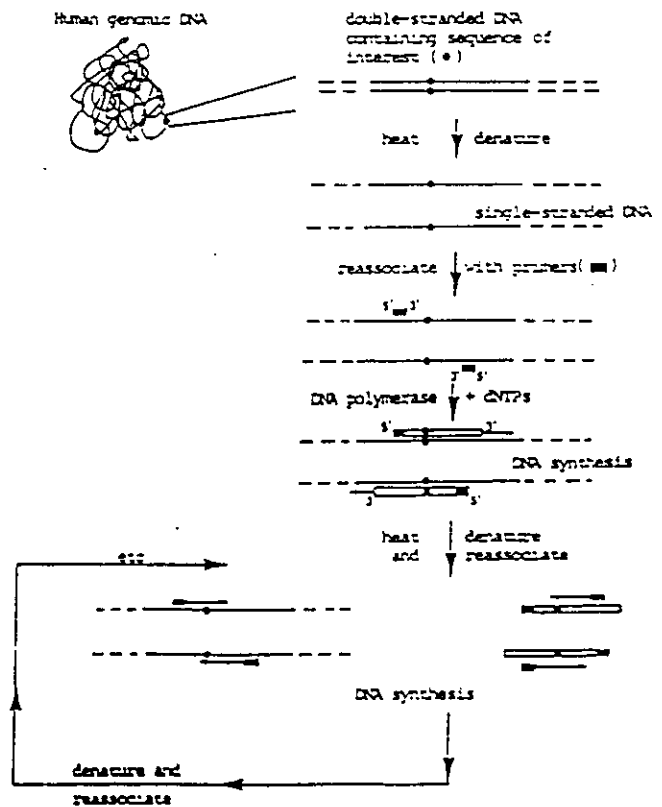 Human genomic DNA
double-stranded DNA
containing sequence of
interest (•)
heat denature
single-stranded DNA
reassociate with primers(▬)
5' 3'
3' 5'
DNA polymerase + dNTPs
5' 3'
DNA synthesis
3' 5'
heat denature
and reassociate
etc
DNA synthesis
denature and
reassociate